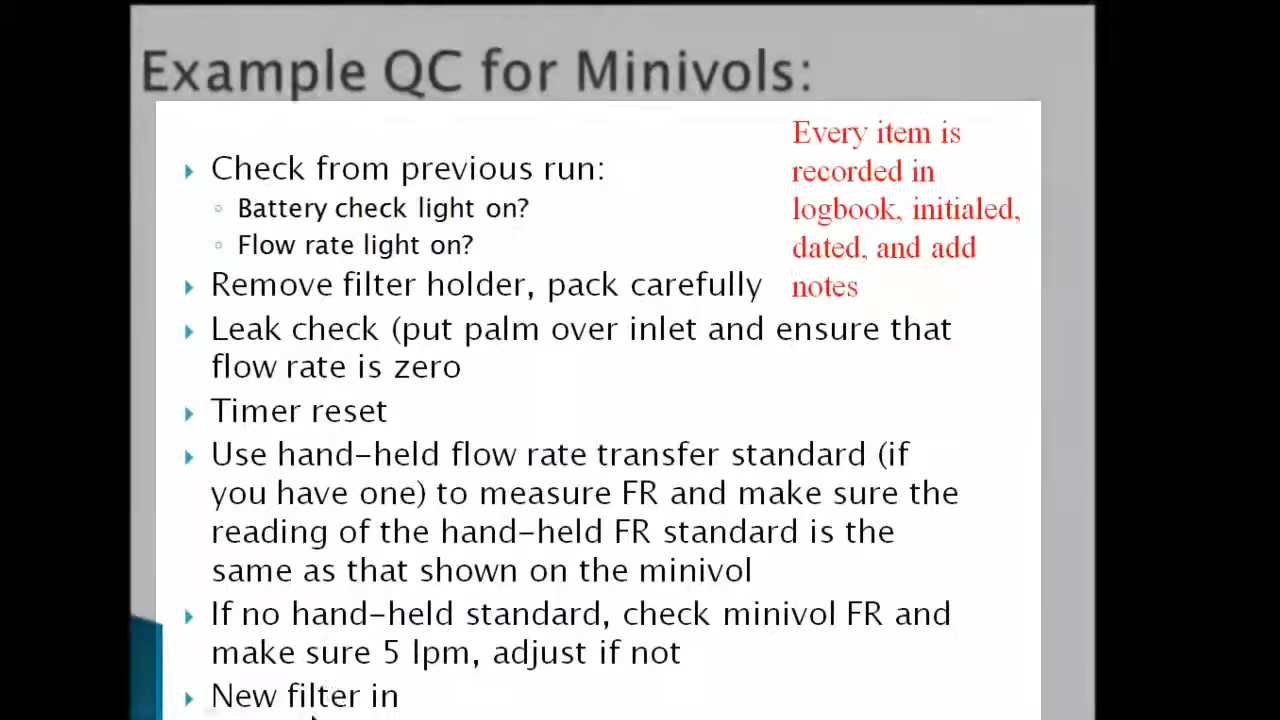 Example QC for Minivols:
Every item is
recorded in
logbook, initialed,
dated, and add
notes
Check from previous run:
Battery check light on?
Flow rate light on?
Remove filter holder, pack carefully
Leak check (put palm over inlet and ensure that
flow rate is zero
Timer reset
Use hand-held flow rate transfer standard (if
you have one) to measure FR and make sure the
reading of the hand-held FR standard is the
same as that shown on the minivol
If no hand-held standard, check minivol FR and
make sure 5 lpm, adjust if not
New filter in